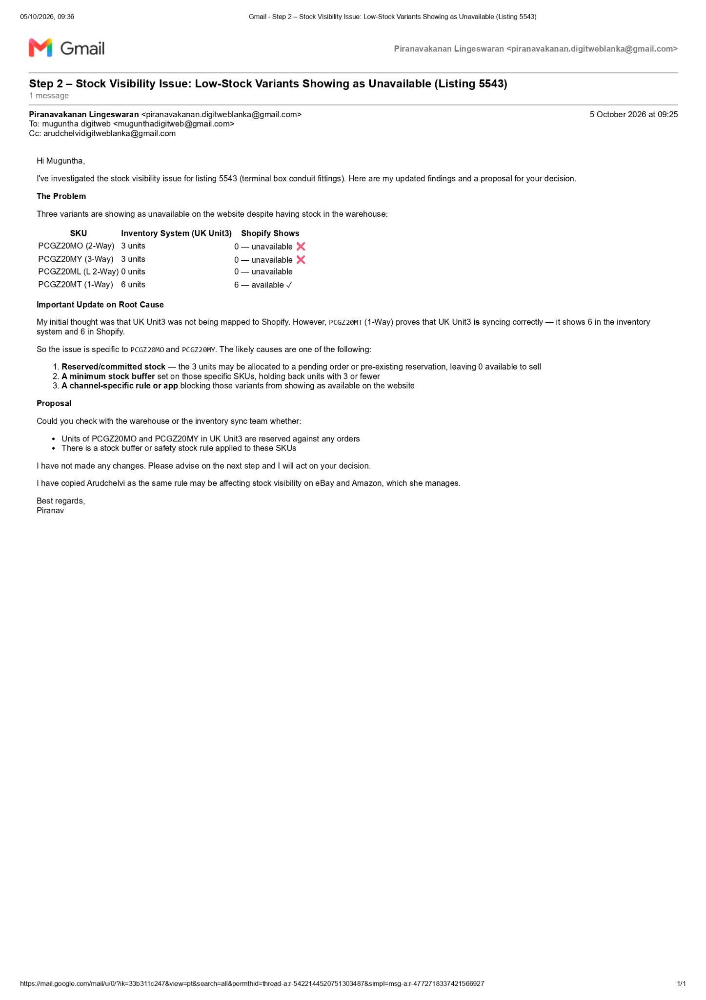 05/10/2026, 09:36
Gmail - Step 2 – Stock Visibility Issue: Low-Stock Variants Showing as Unavailable (Listing 5543)
Gmail
Piranavakanan Lingeswaran <piranavakanan.digitweblanka@gmail.com>
Step 2 – Stock Visibility Issue: Low-Stock Variants Showing as Unavailable (Listing 5543)
1 message
Piranavakanan Lingeswaran <piranavakanan.digitweblanka@gmail.com>
5 October 2026 at 09:25
To: muguntha digitweb <mugunthadigitweb@gmail.com>
Cc: arudchelvidigitweblanka@gmail.com
Hi Muguntha,
I've investigated the stock visibility issue for listing 5543 (terminal box conduit fittings). Here are my updated findings and a proposal for your decision.
The Problem
Three variants are showing as unavailable on the website despite having stock in the warehouse:
SKU Inventory System (UK Unit3) Shopify Shows
PCGZ20MO (2-Way) 3 units 0 — unavailable ❌
PCGZ20MY (3-Way) 3 units 0 — unavailable ❌
PCGZ20ML (L 2-Way) 0 units 0 — unavailable
PCGZ20MT (1-Way) 6 units 6 — available ✓
Important Update on Root Cause
My initial thought was that UK Unit3 was not being mapped to Shopify. However, PCGZ20MT (1-Way) proves that UK Unit3 is syncing correctly — it shows 6 in the inventory
system and 6 in Shopify.
So the issue is specific to PCGZ20MO and PCGZ20MY. The likely causes are one of the following:
1. Reserved/committed stock — the 3 units may be allocated to a pending order or pre-existing reservation, leaving 0 available to sell
2. A minimum stock buffer set on those specific SKUs, holding back units with 3 or fewer
3. A channel-specific rule or app blocking those variants from showing as available on the website
Proposal
Could you check with the warehouse or the inventory sync team whether:
• Units of PCGZ20MO and PCGZ20MY in UK Unit3 are reserved against any orders
• There is a stock buffer or safety stock rule applied to these SKUs
I have not made any changes. Please advise on the next step and I will act on your decision.
I have copied Arudchelvi as the same rule may be affecting stock visibility on eBay and Amazon, which she manages.
Best regards,
Piranav
https://mail.google.com/mail/u/0/?ik=33b311c247&view=pt&search=all&permthid=thread-a:r-5422144520751303487&simpl=msg-a:r-4772718337421566927
1/1